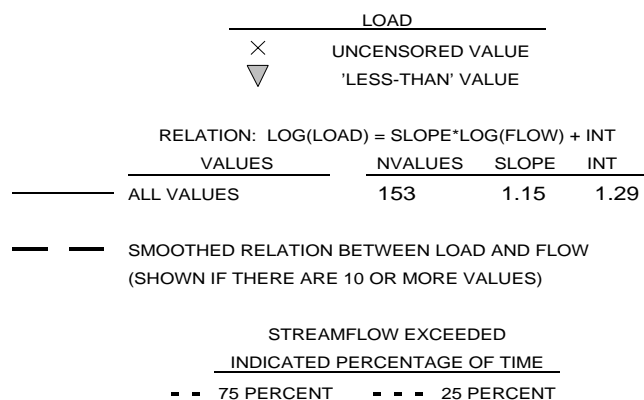 LOAD
UNCENSORED VALUE
'LESS-THAN' VALUE
RELATION: LOG(LOAD) = SLOPE*LOG(FLOW) + INT
VALUES NVALUES SLOPE INT
ALL VALUES 153 1.15 1.29
SMOOTHED RELATION BETWEEN LOAD AND FLOW
(SHOWN IF THERE ARE 10 OR MORE VALUES)
STREAMFLOW EXCEEDED
INDICATED PERCENTAGE OF TIME
75 PERCENT 25 PERCENT